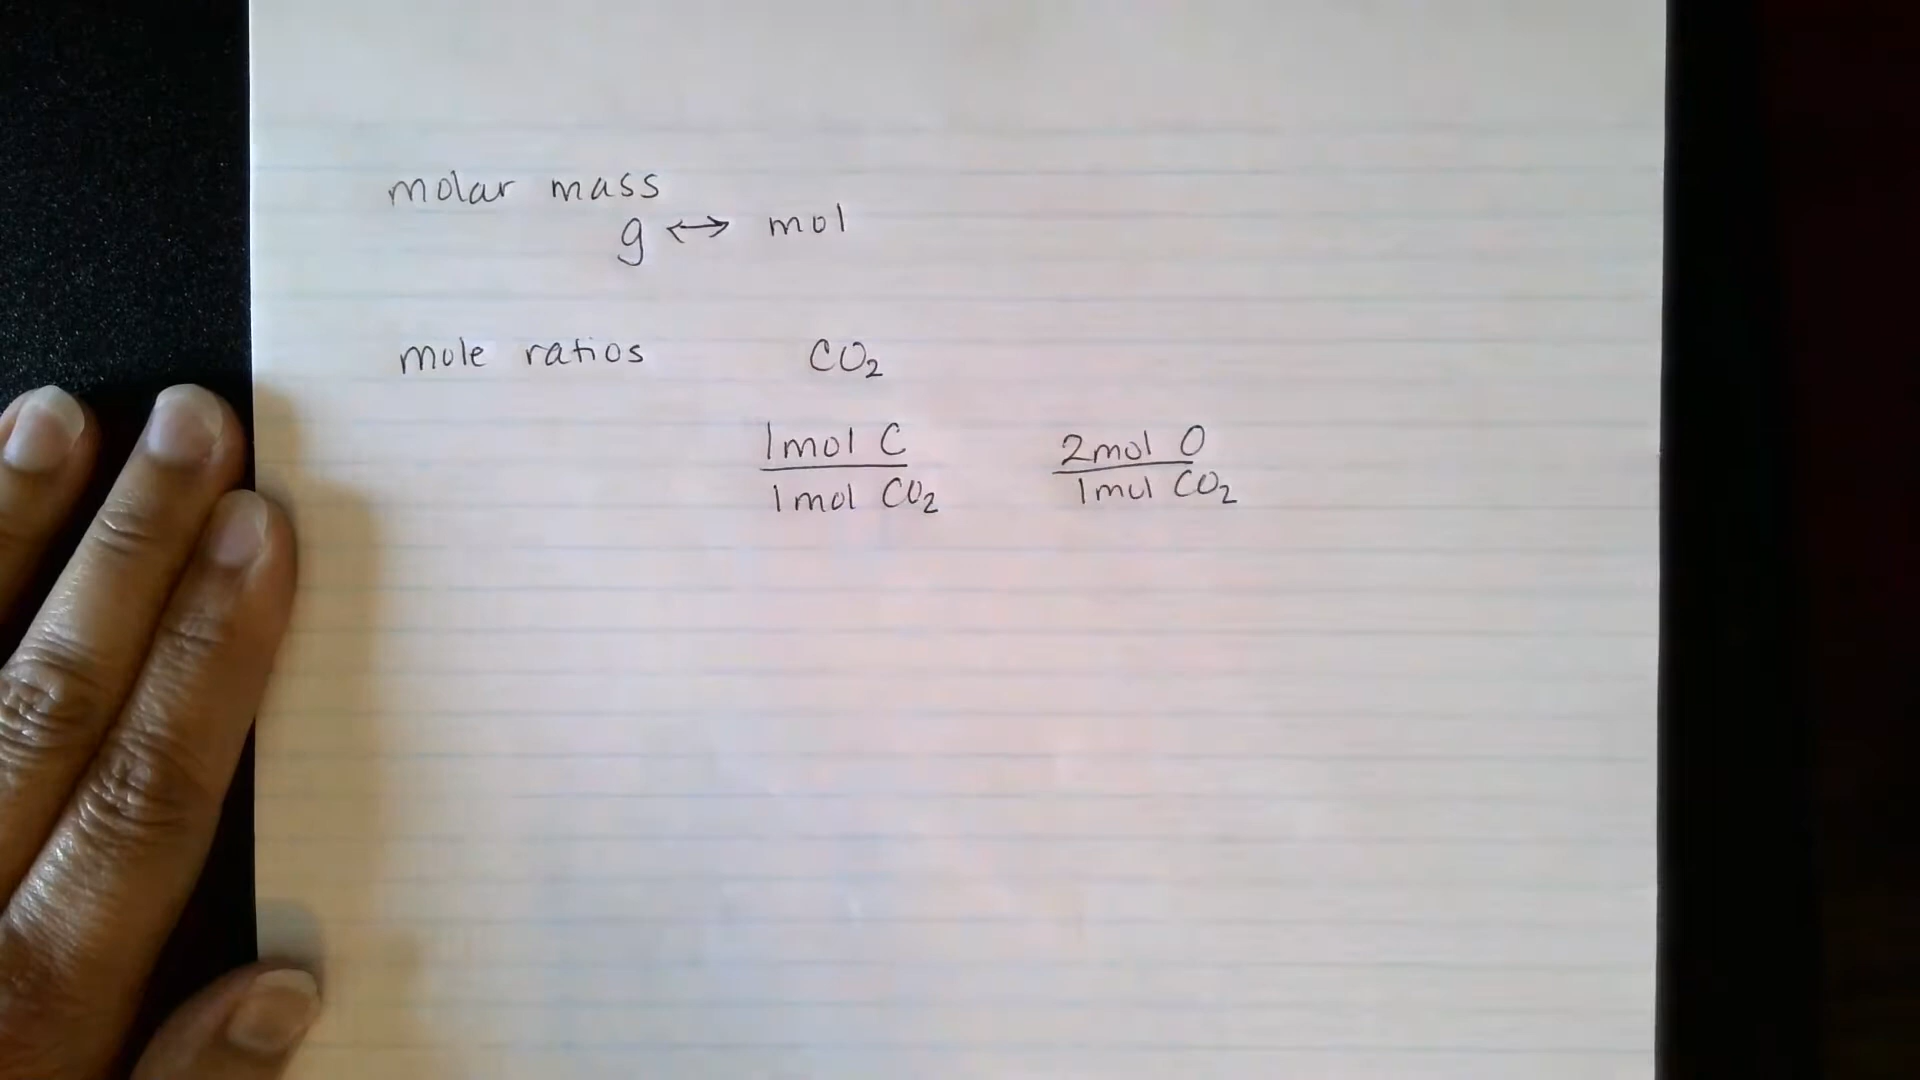 molar mass
g ↔ mol
mole ratios CO₂
1mol C 2mol O
1mol CO₂ 1mol CO₂